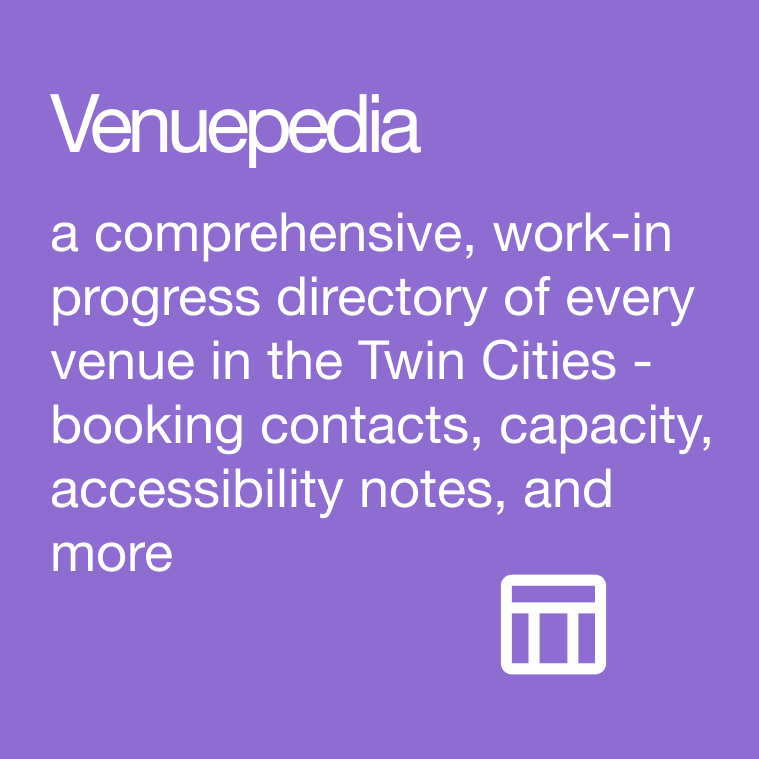 Venuepedia
a comprehensive, work-in
progress directory of every
venue in the Twin Cities -
booking contacts, capacity,
accessibility notes, and
more